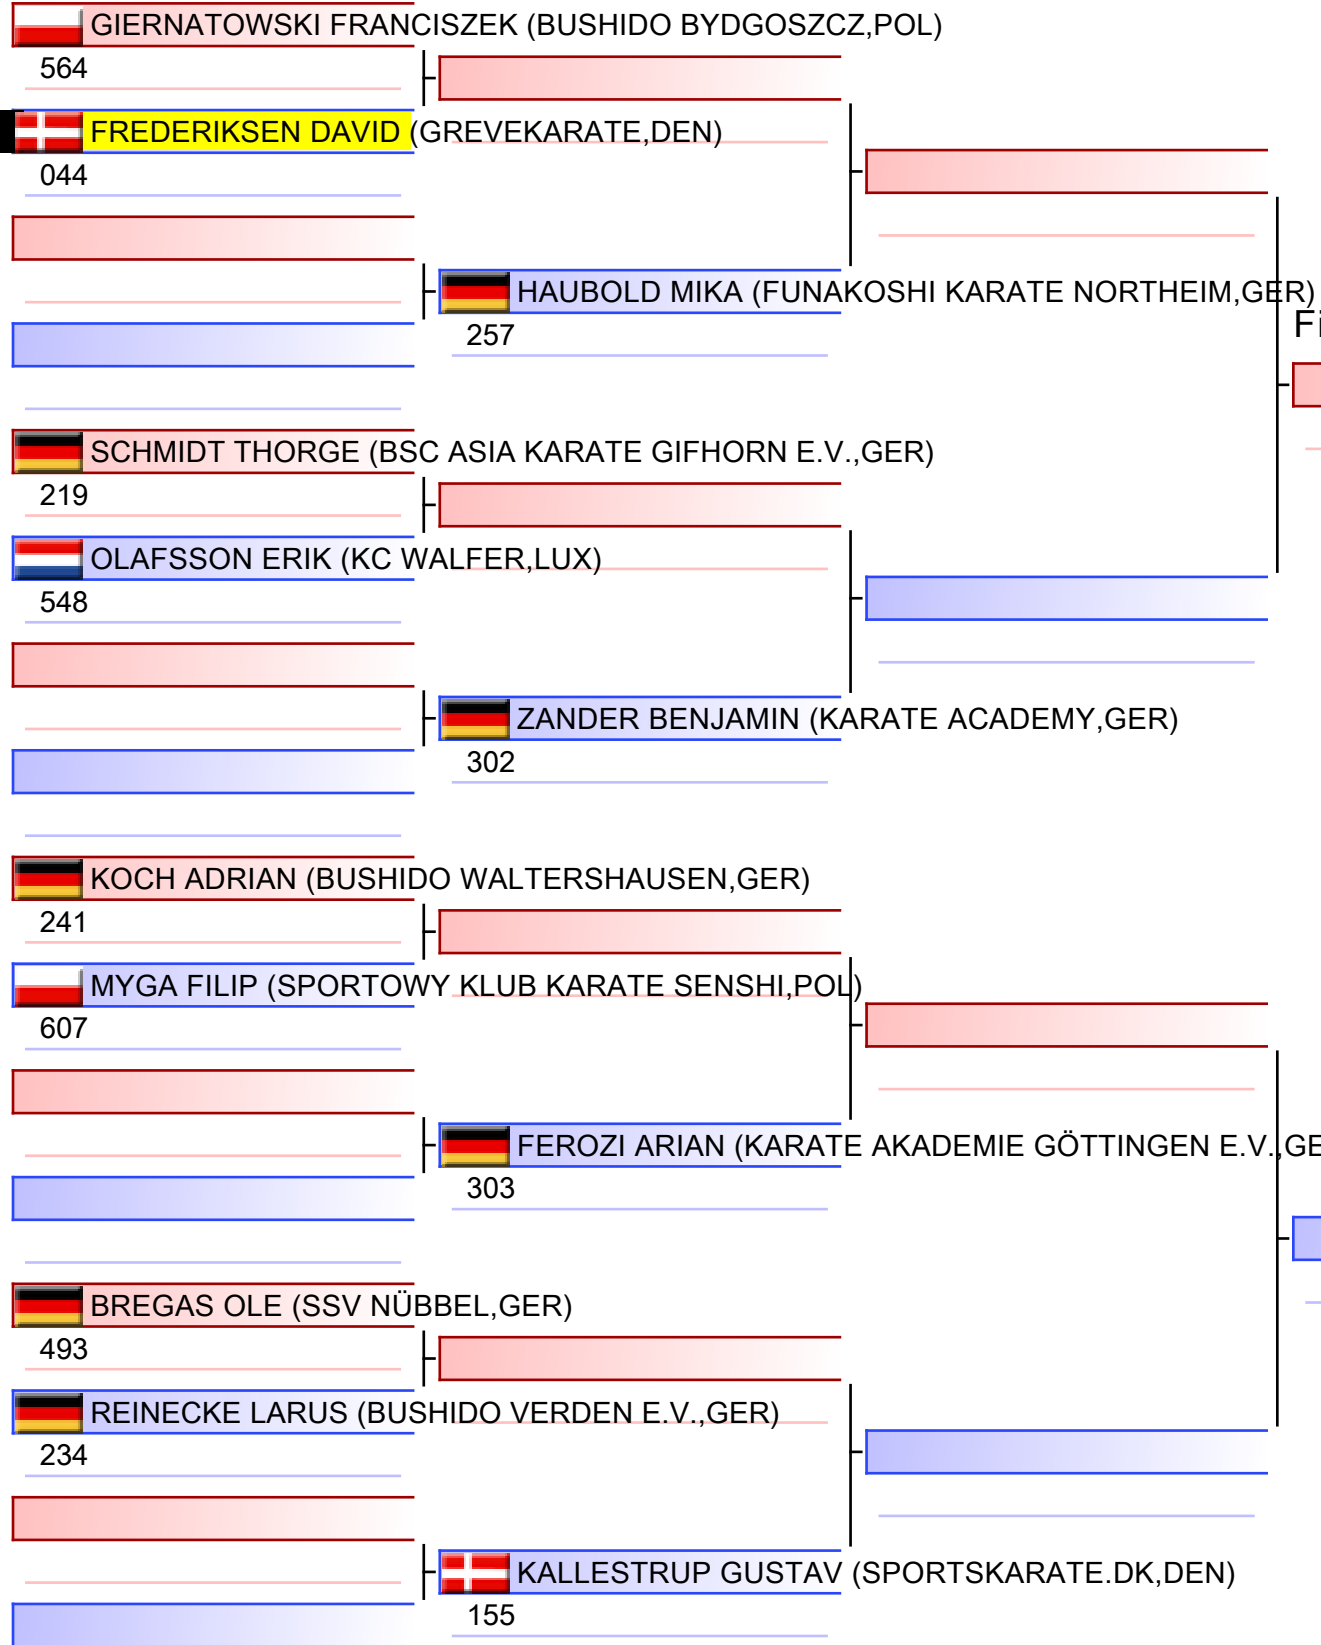 GIERNATOWSKI FRANCISZEK (BUSHIDO BYDGOSZCZ,POL)
564
FREDERIKSEN DAVID (GREVEKARATE,DEN)
044
HAUBOLD MIKA (FUNAKOSHI KARATE NORTHEIM,GER)
257
Fi
SCHMIDT THORGE (BSC ASIA KARATE GIFHORN E.V.,GER)
219
OLAFSSON ERIK (KC WALFER,LUX)
548
ZANDER BENJAMIN (KARATE ACADEMY,GER)
302
KOCH ADRIAN (BUSHIDO WALTERSHAUSEN,GER)
241
MYGA FILIP (SPORTOWY KLUB KARATE SENSHI,POL)
607
FEROZI ARIAN (KARATE AKADEMIE GÖTTINGEN E.V.,GE
303
BREGAS OLE (SSV NÜBBEL,GER)
493
REINECKE LARUS (BUSHIDO VERDEN E.V.,GER)
234
KALLESTRUP GUSTAV (SPORTSKARATE.DK,DEN)
155